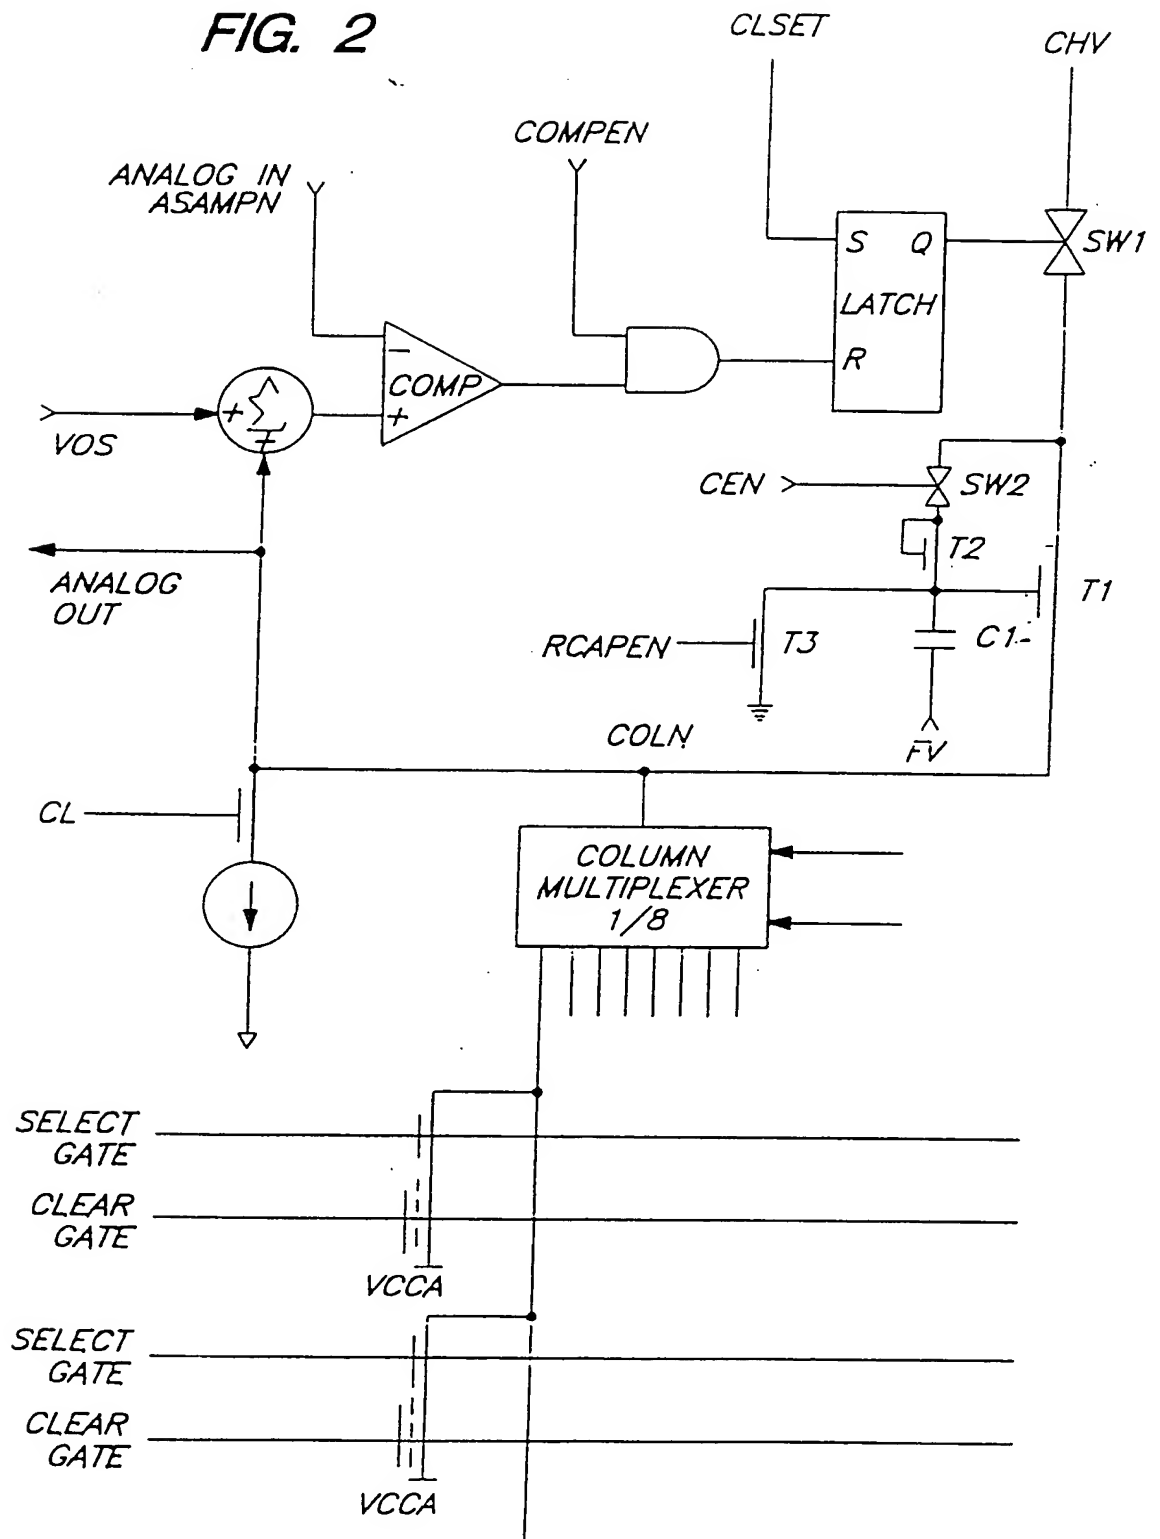 FIG. 2
CLSET
CHV
COMPEN
ANALOG IN
ASAMPN
SW1
S Q
LATCH
R
COMP
−
+
+
Σ
+
VOS
CEN
SW2
T2
ANALOG
OUT
T1
RCAPEN
T3
C1
FV
COLN
CL
COLUMN
MULTIPLEXER
1/8
SELECT
GATE
CLEAR
GATE
VCCA
SELECT
GATE
CLEAR
GATE
VCCA